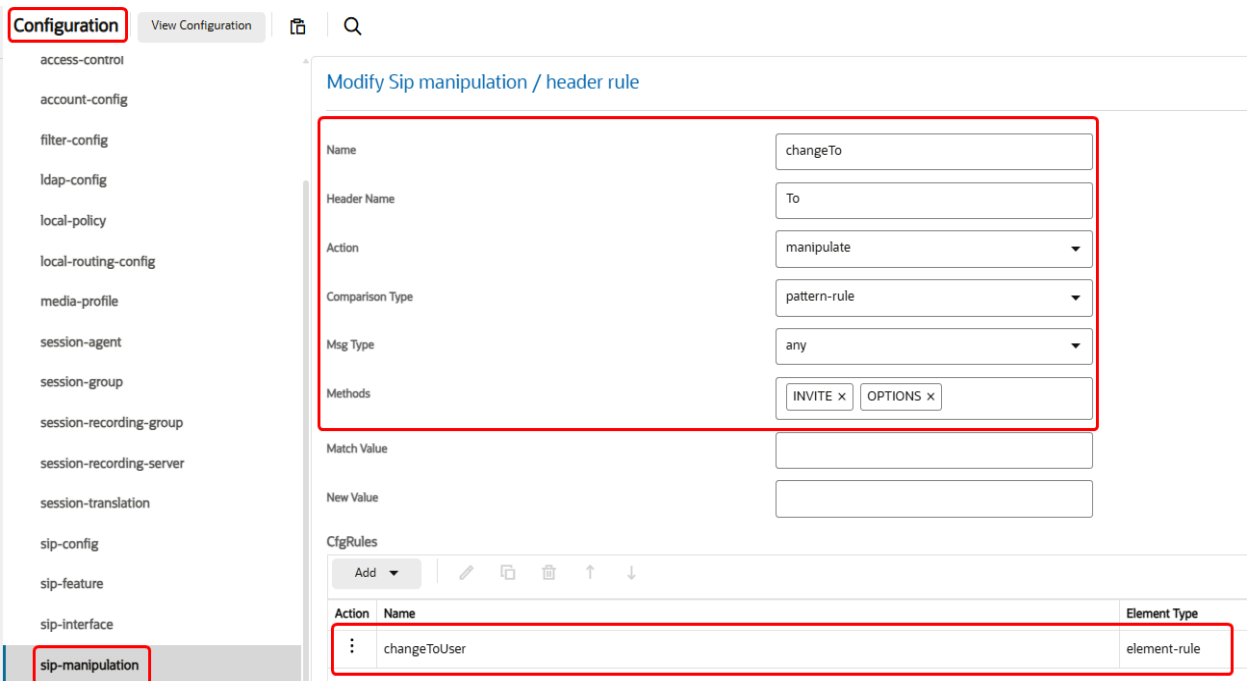 Configuration View Configuration
access-control
account-config
filter-config
ldap-config
local-policy
local-routing-config
media-profile
session-agent
session-group
session-recording-group
session-recording-server
session-translation
sip-config
sip-feature
sip-interface
sip-manipulation
Modify Sip manipulation / header rule
Name changeTo
Header Name To
Action manipulate
Comparison Type pattern-rule
Msg Type any
Methods INVITE × OPTIONS ×
Match Value
New Value
CfgRules
Add
Action Name Element Type
changeToUser element-rule